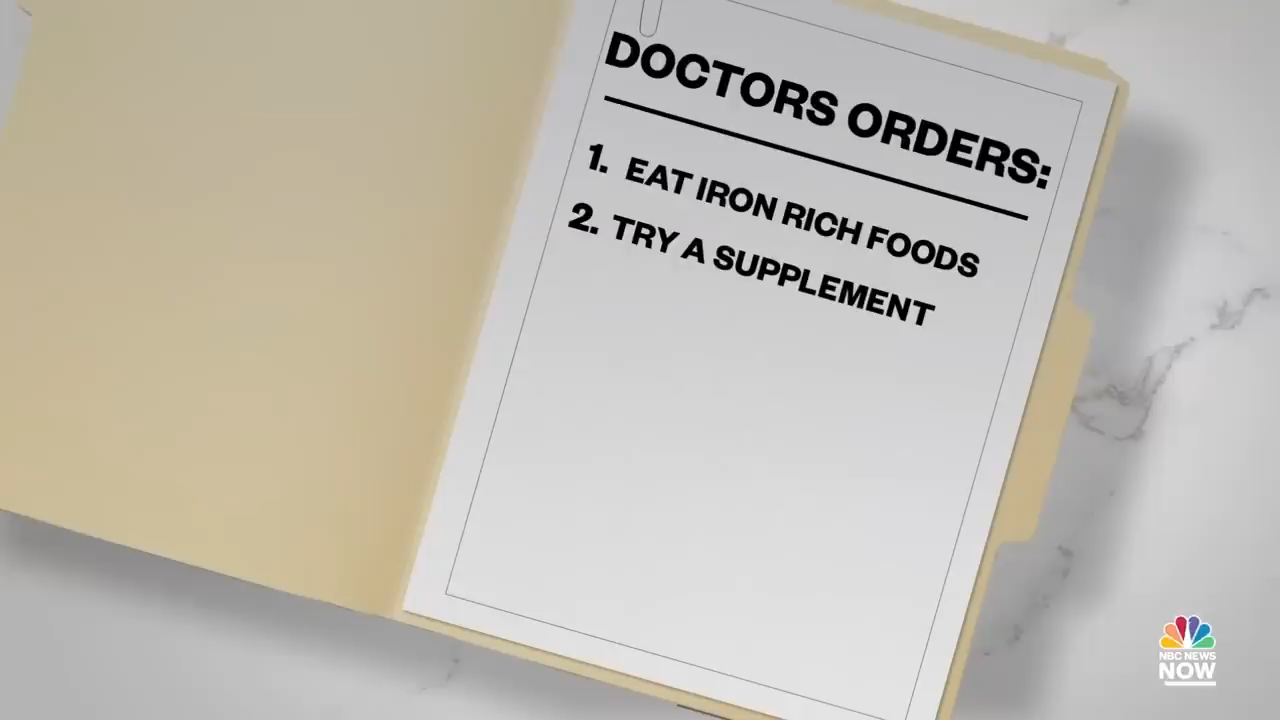 DOCTORS ORDERS:
1. EAT IRON RICH FOODS
2. TRY A SUPPLEMENT
NBC NEWS
NOW